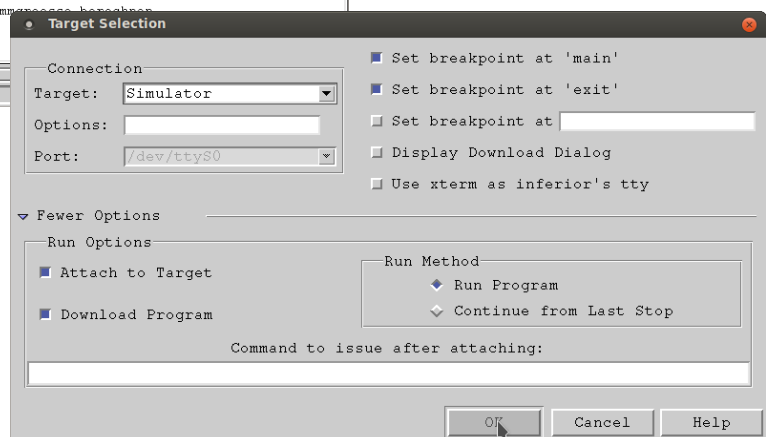 Target Selection
Connection
Target: Simulator
Options:
Port: /dev/ttyS0
Set breakpoint at 'main'
Set breakpoint at 'exit'
Set breakpoint at
Display Download Dialog
Use xterm as inferior's tty
Fewer Options
Run Options
Attach to Target
Download Program
Run Method
Run Program
Continue from Last Stop
Command to issue after attaching:
OK Cancel Help